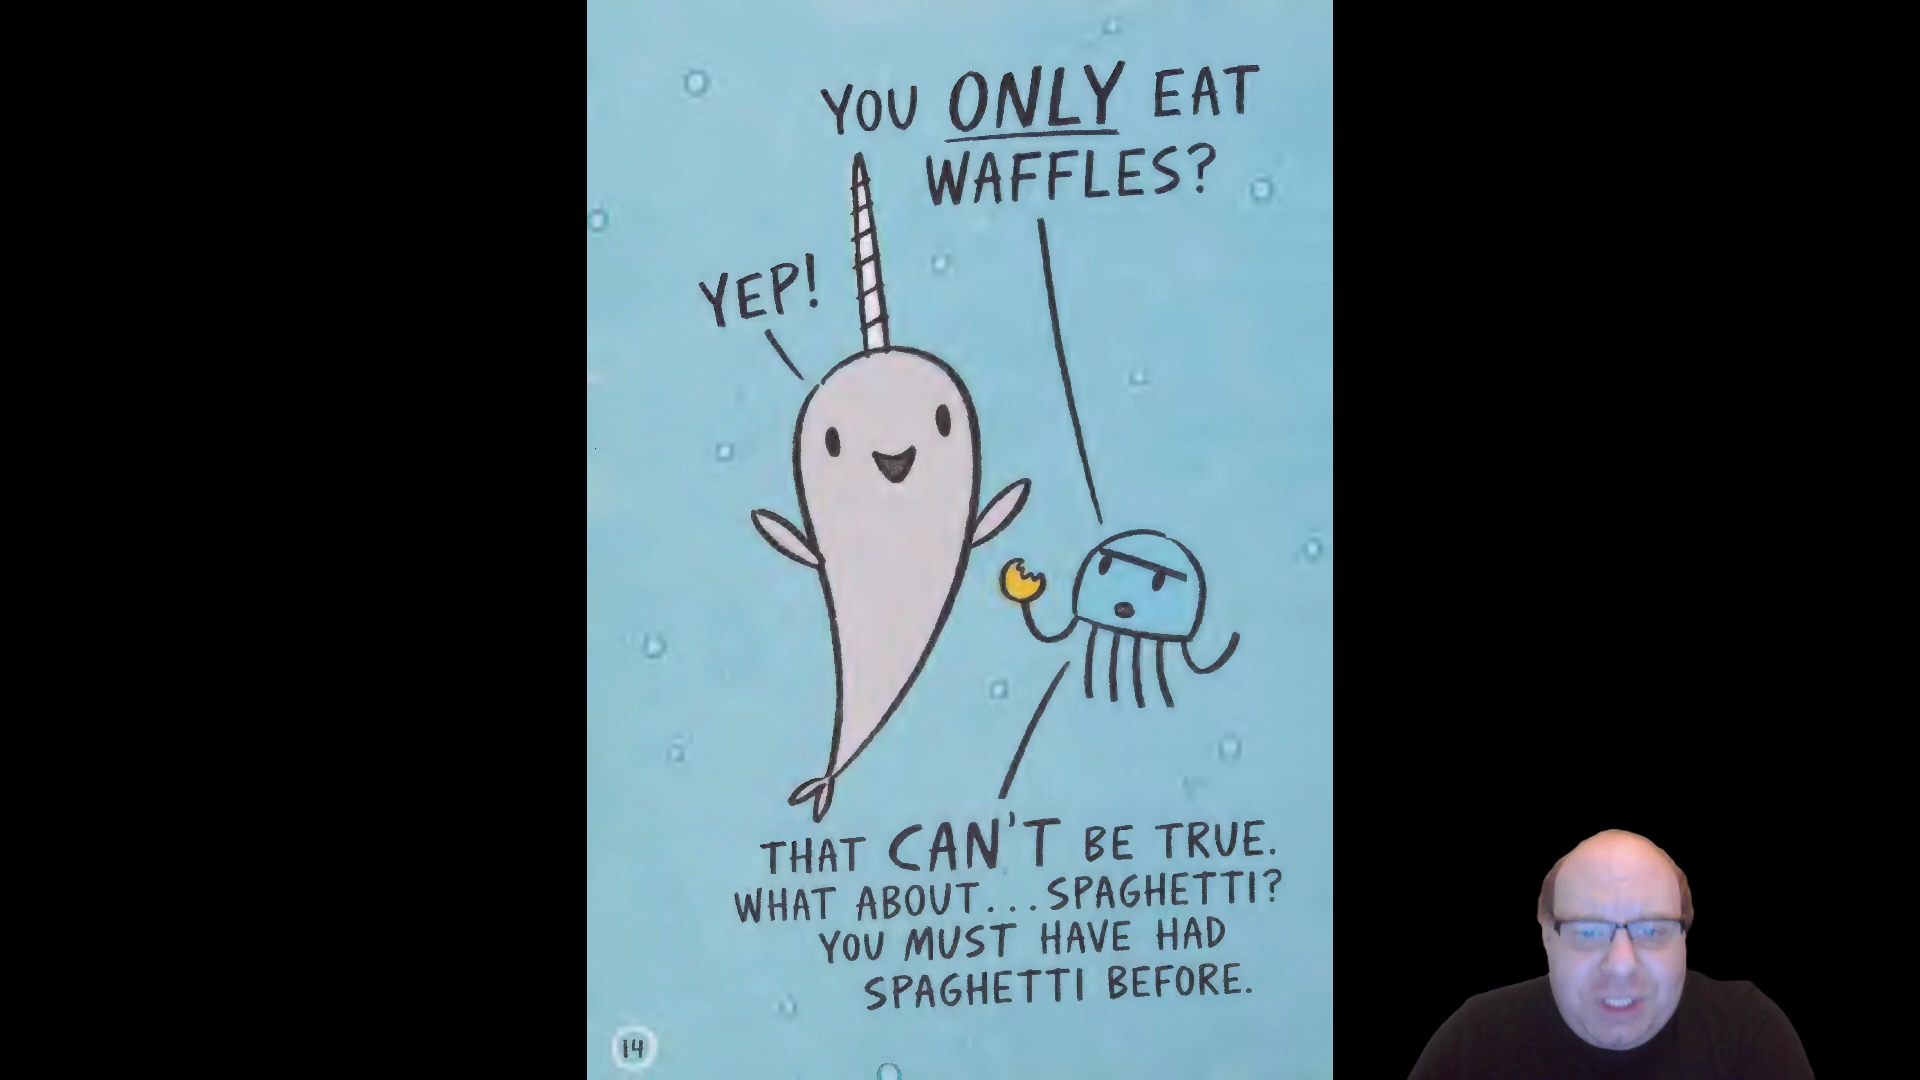 YOU ONLY EAT
WAFFLES?
YEP!
THAT CAN'T BE TRUE.
WHAT ABOUT...SPAGHETTI?
YOU MUST HAVE HAD
SPAGHETTI BEFORE.
14